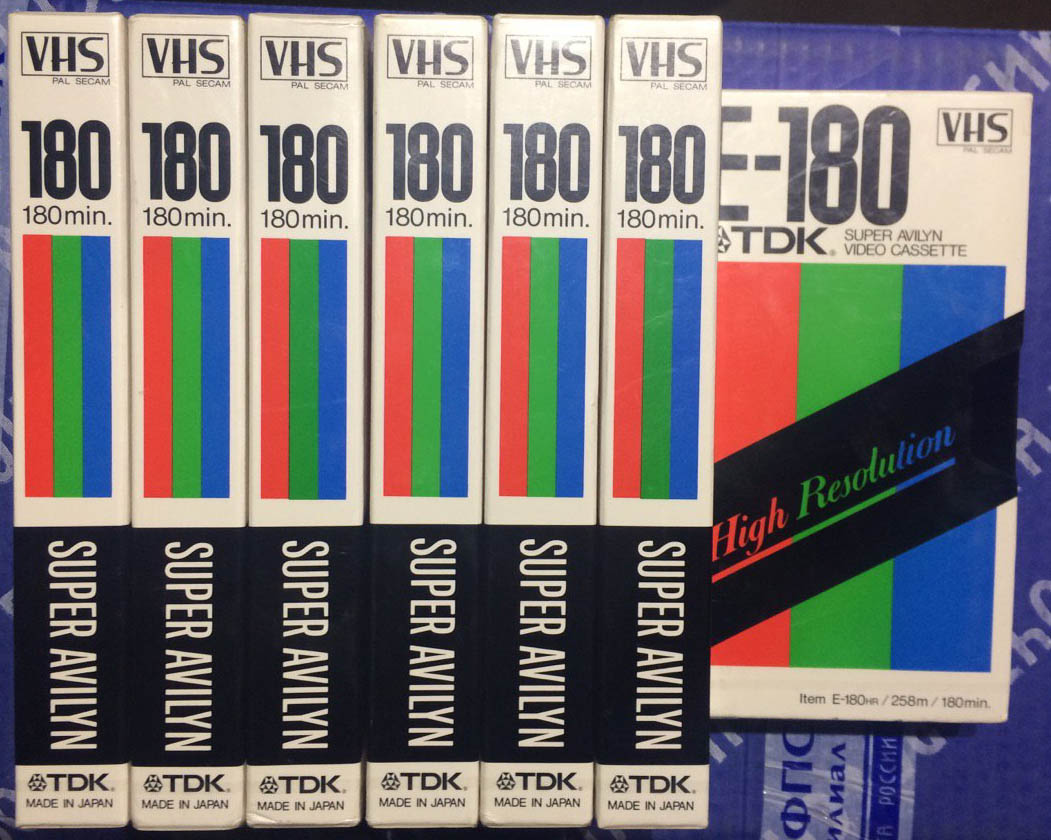 VHS
PAL SECAM
180
180min.
SUPER AVILYN
TDK®
MADE IN JAPAN
VHS
PAL SECAM
180
180min.
SUPER AVILYN
TDK®
MADE IN JAPAN
VHS
PAL SECAM
180
180min.
SUPER AVILYN
TDK®
MADE IN JAPAN
VHS
PAL SECAM
180
180min.
SUPER AVILYN
TDK®
MADE IN JAPAN
VHS
PAL SECAM
180
180min.
SUPER AVILYN
TDK®
MADE IN JAPAN
VHS
PAL SECAM
180
180min.
SUPER AVILYN
TDK®
MADE IN JAPAN
E-180
VHS
PAL SECAM
TDK®
SUPER AVILYN
VIDEO CASSETTE
High Resolution
Item E-180HR / 258m / 180min.